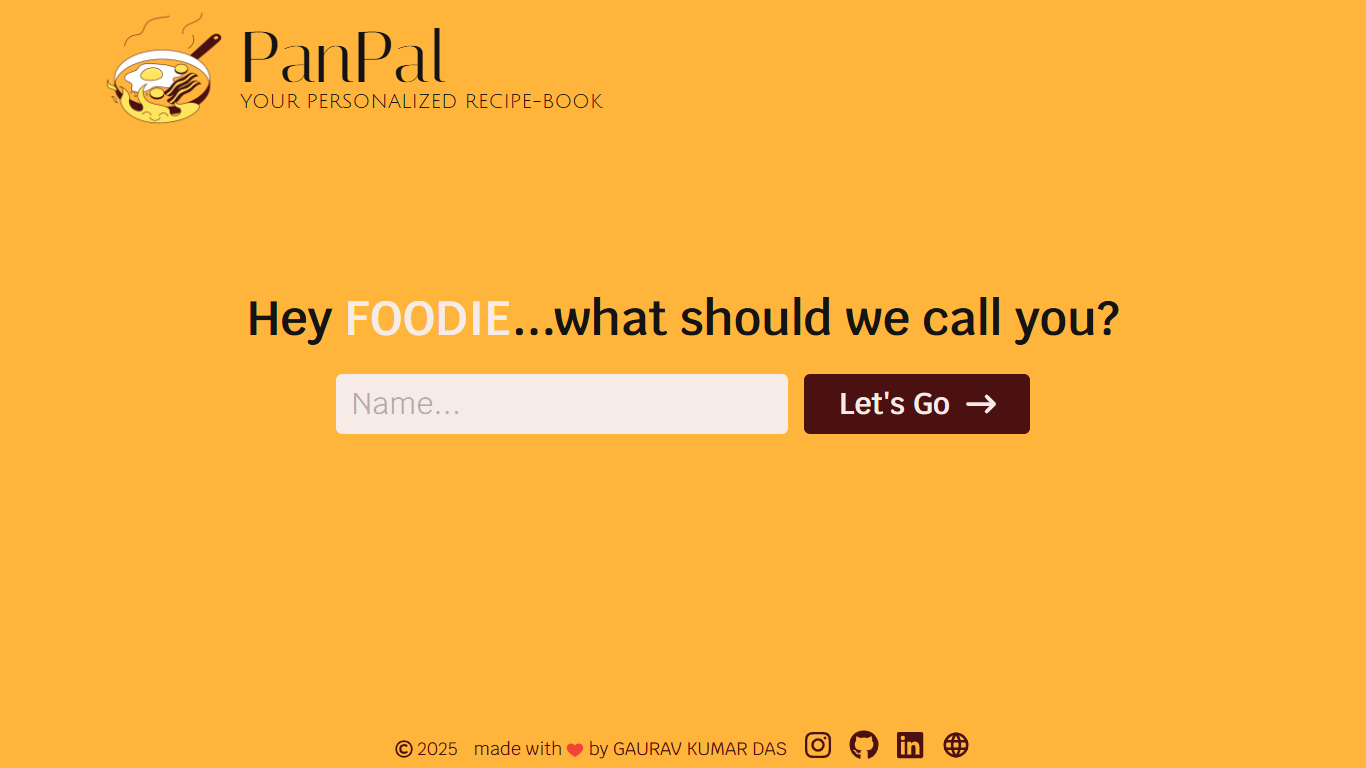 PanPal
YOUR PERSONALIZED RECIPE-BOOK
Hey FOODIE...what should we call you?
Name...
Let's Go
© 2025 made with by GAURAV KUMAR DAS